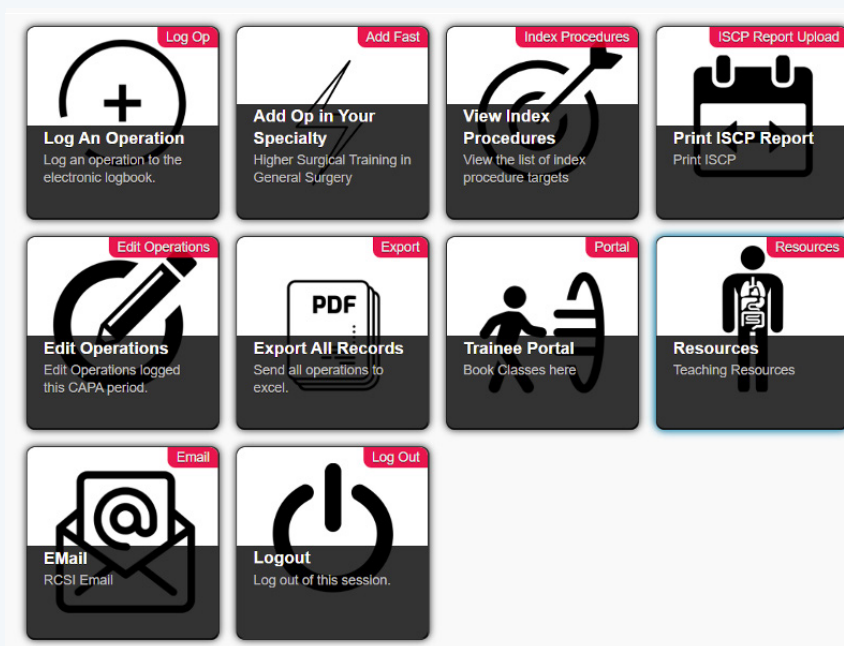 Log Op
Log An Operation
Log an operation to the
electronic logbook.
Add Fast
Add Op in Your
Specialty
Higher Surgical Training in
General Surgery
Index Procedures
View Index
Procedures
View the list of index
procedure targets
ISCP Report Upload
Print ISCP Report
Print ISCP
Edit Operations
Edit Operations
Edit Operations logged
this CAPA period.
Export
PDF
Export All Records
Send all operations to
excel.
Portal
Trainee Portal
Book Classes here
Resources
Resources
Teaching Resources
Email
@
EMail
RCSI Email
Log Out
Logout
Log out of this session.